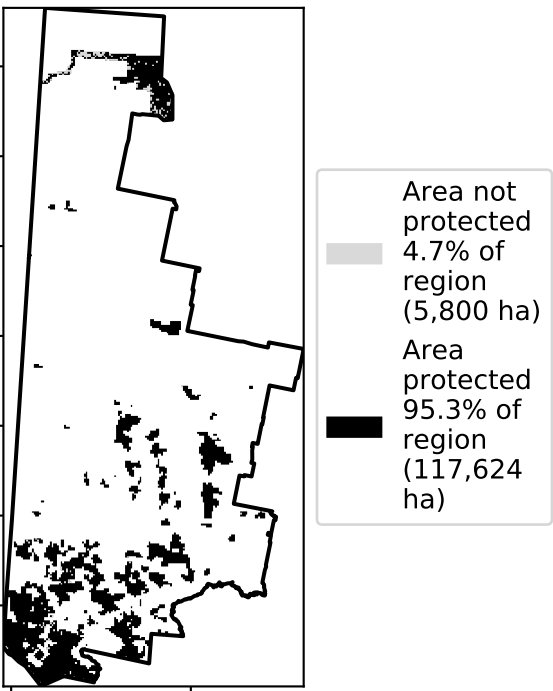 Area not
protected
4.7% of
region
(5,800 ha)
Area
protected
95.3% of
region
(117,624
ha)